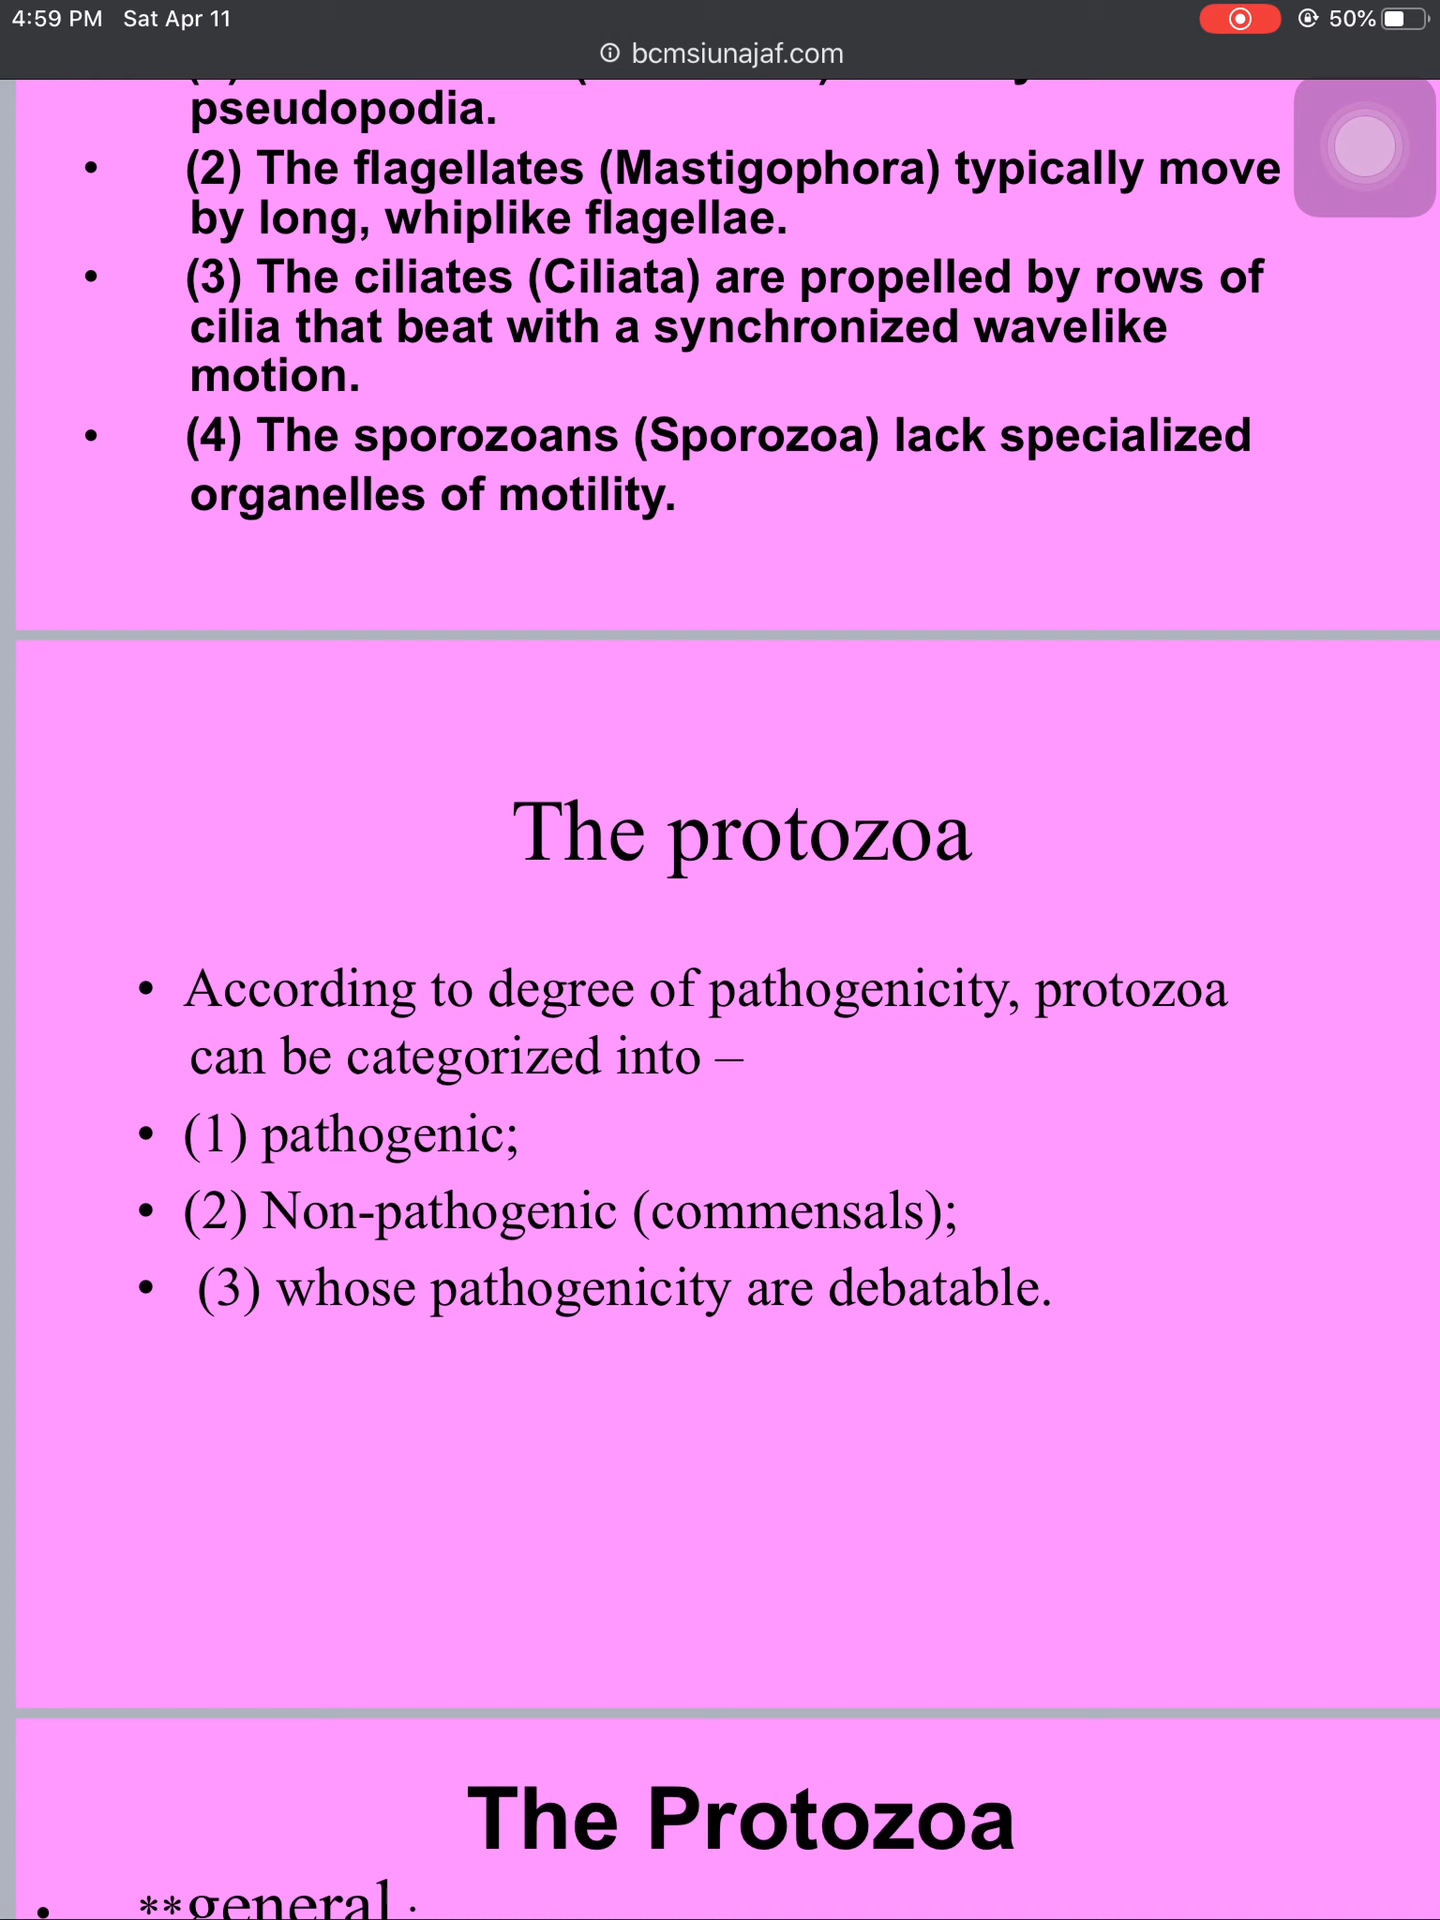 4:59 PM Sat Apr 11
50%
bcmsiunajaf.com
pseudopodia.
• (2) The flagellates (Mastigophora) typically move
by long, whiplike flagellae.
• (3) The ciliates (Ciliata) are propelled by rows of
cilia that beat with a synchronized wavelike
motion.
• (4) The sporozoans (Sporozoa) lack specialized
organelles of motility.
The protozoa
• According to degree of pathogenicity, protozoa
can be categorized into –
• (1) pathogenic;
• (2) Non-pathogenic (commensals);
• (3) whose pathogenicity are debatable.
The Protozoa
• **general :